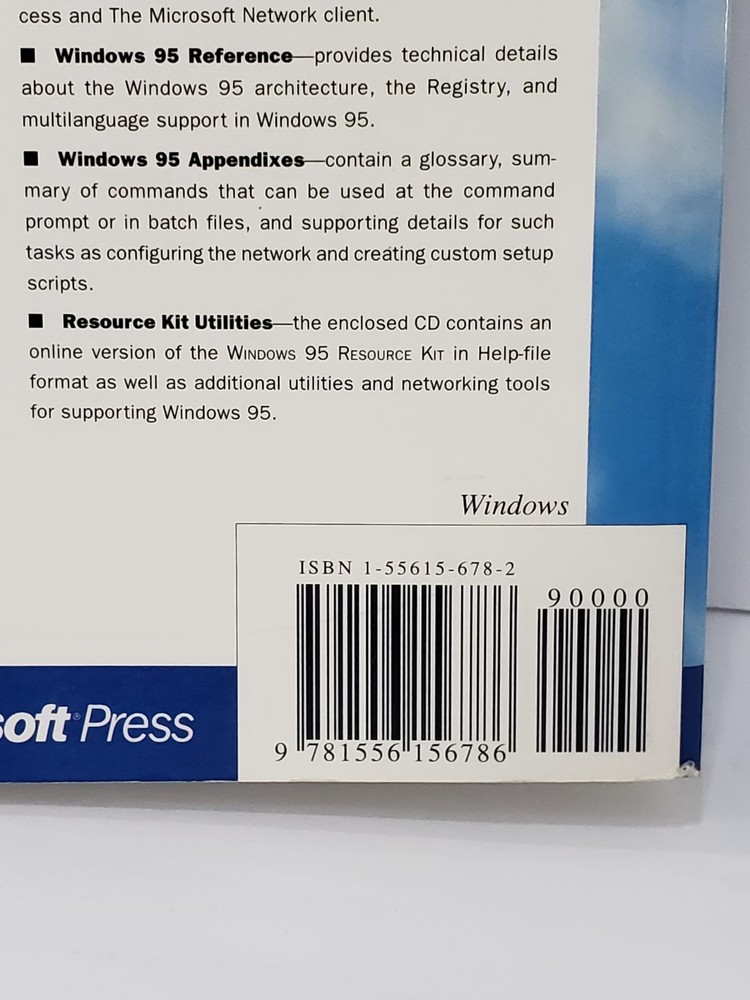 cess and The Microsoft Network client.
■ Windows 95 Reference—provides technical details
about the Windows 95 architecture, the Registry, and
multilanguage support in Windows 95.
■ Windows 95 Appendixes—contain a glossary, sum-
mary of commands that can be used at the command
prompt or in batch files, and supporting details for such
tasks as configuring the network and creating custom setup
scripts.
■ Resource Kit Utilities—the enclosed CD contains an
online version of the WINDOWS 95 RESOURCE KIT in Help-file
format as well as additional utilities and networking tools
for supporting Windows 95.
Windows
ISBN 1-55615-678-2
90000
9 781556 156786
soft® Press